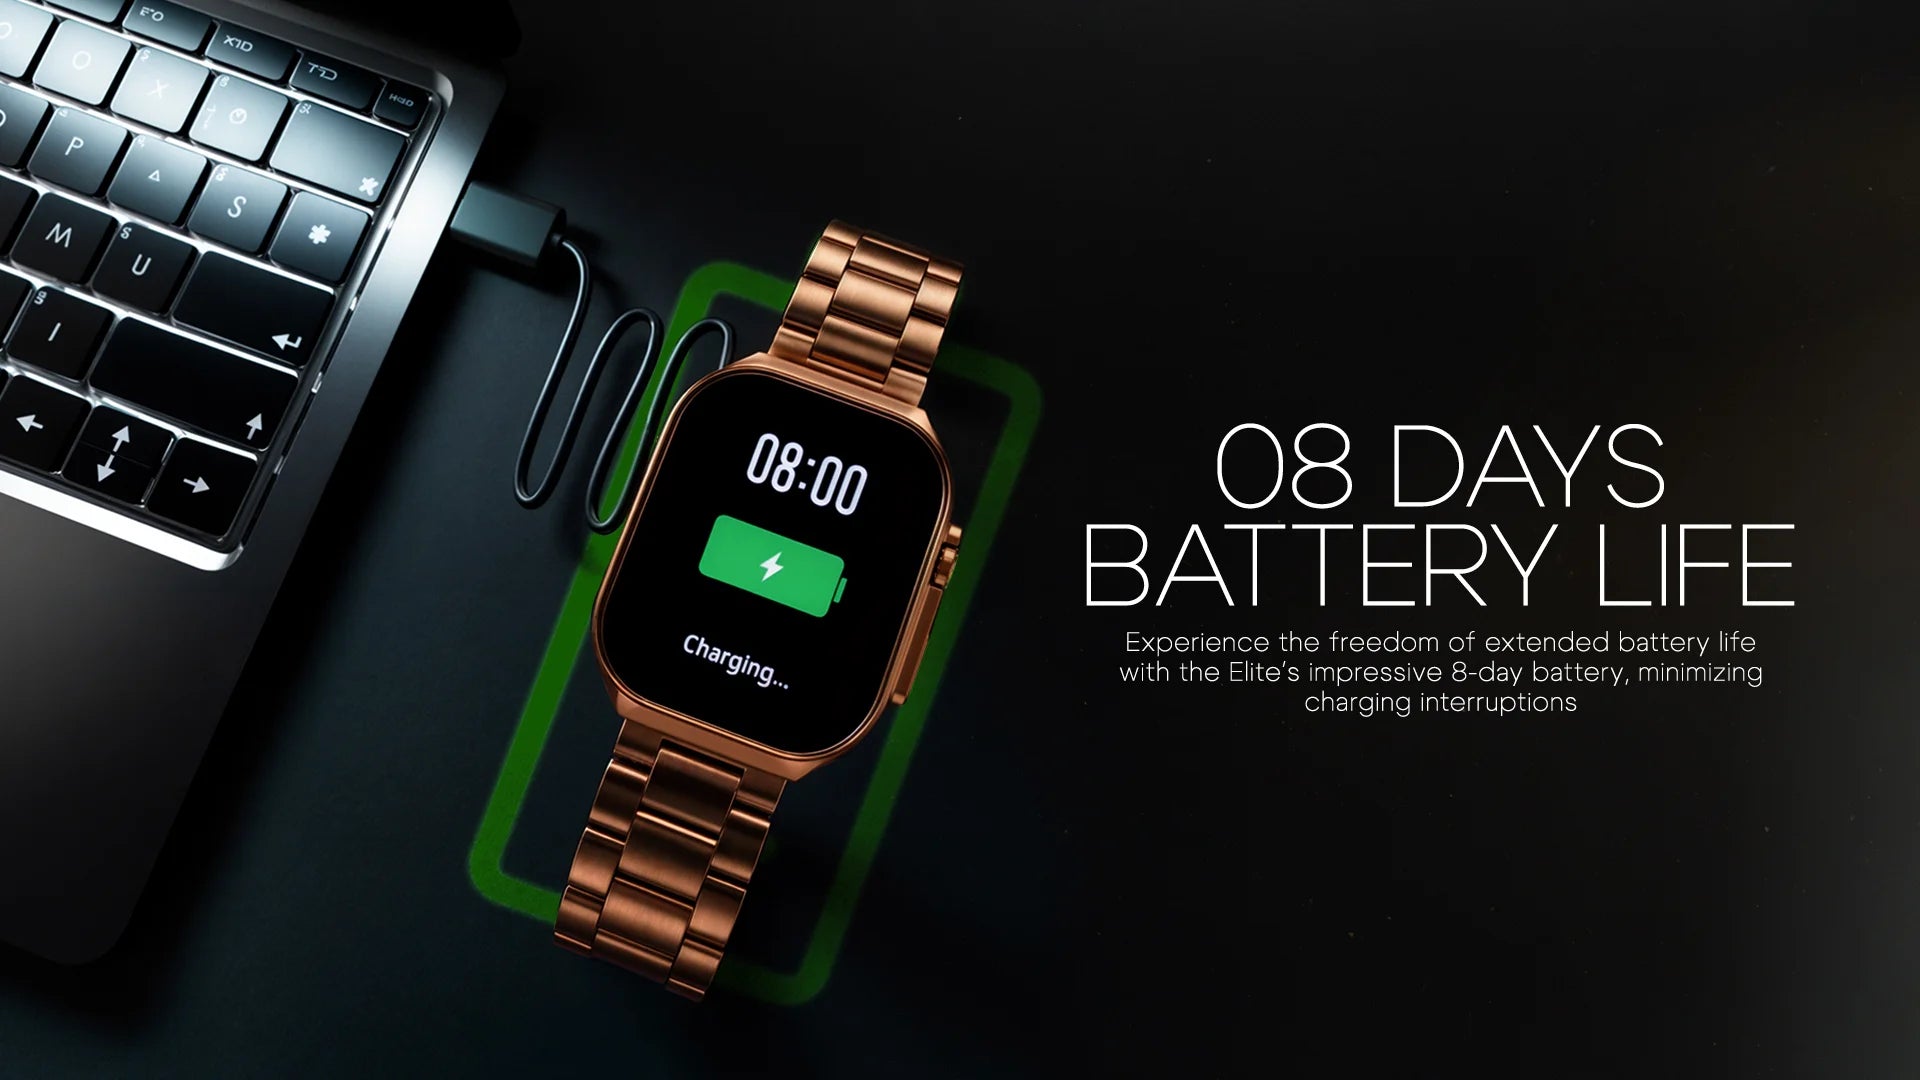 O
X
P
S
M
U
I
08:00
Charging...
08 DAYS
BATTERY LIFE
Experience the freedom of extended battery life
with the Elite's impressive 8-day battery, minimizing
charging interruptions